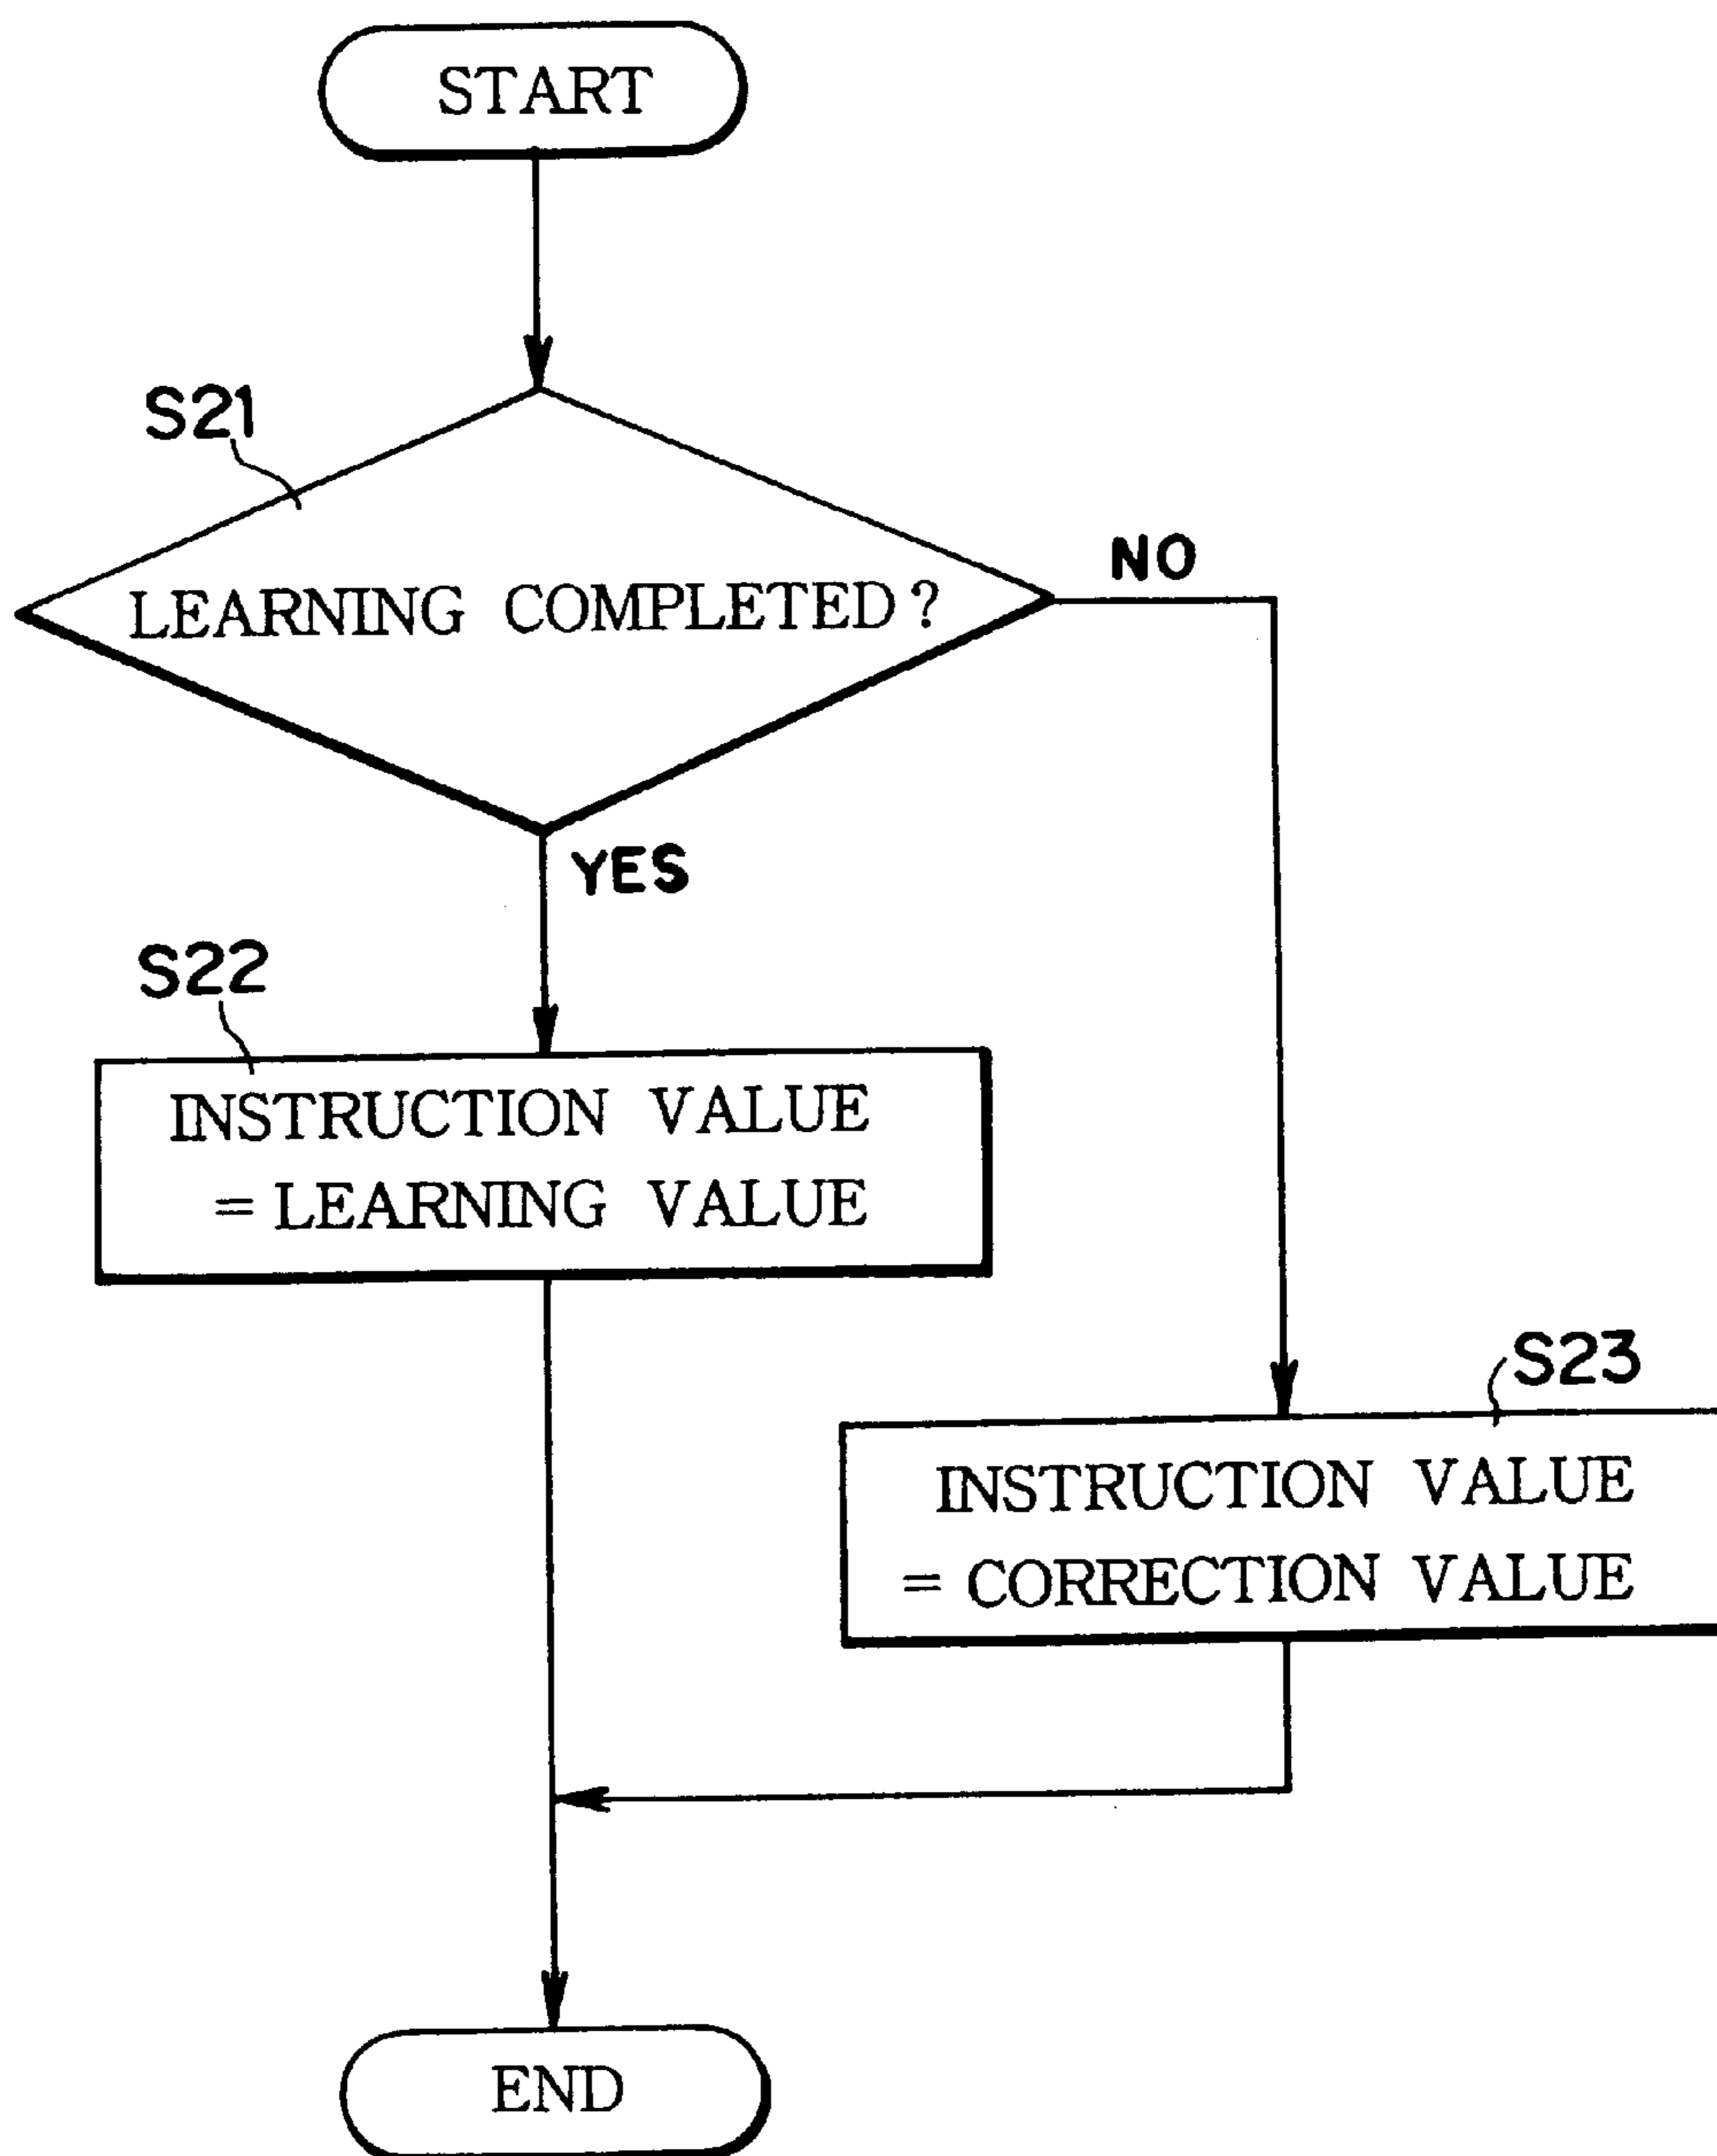 START
S21
NO
LEARNING COMPLETED?
YES
S22
INSTRUCTION VALUE
= LEARNING VALUE
S23
INSTRUCTION VALUE
= CORRECTION VALUE
END